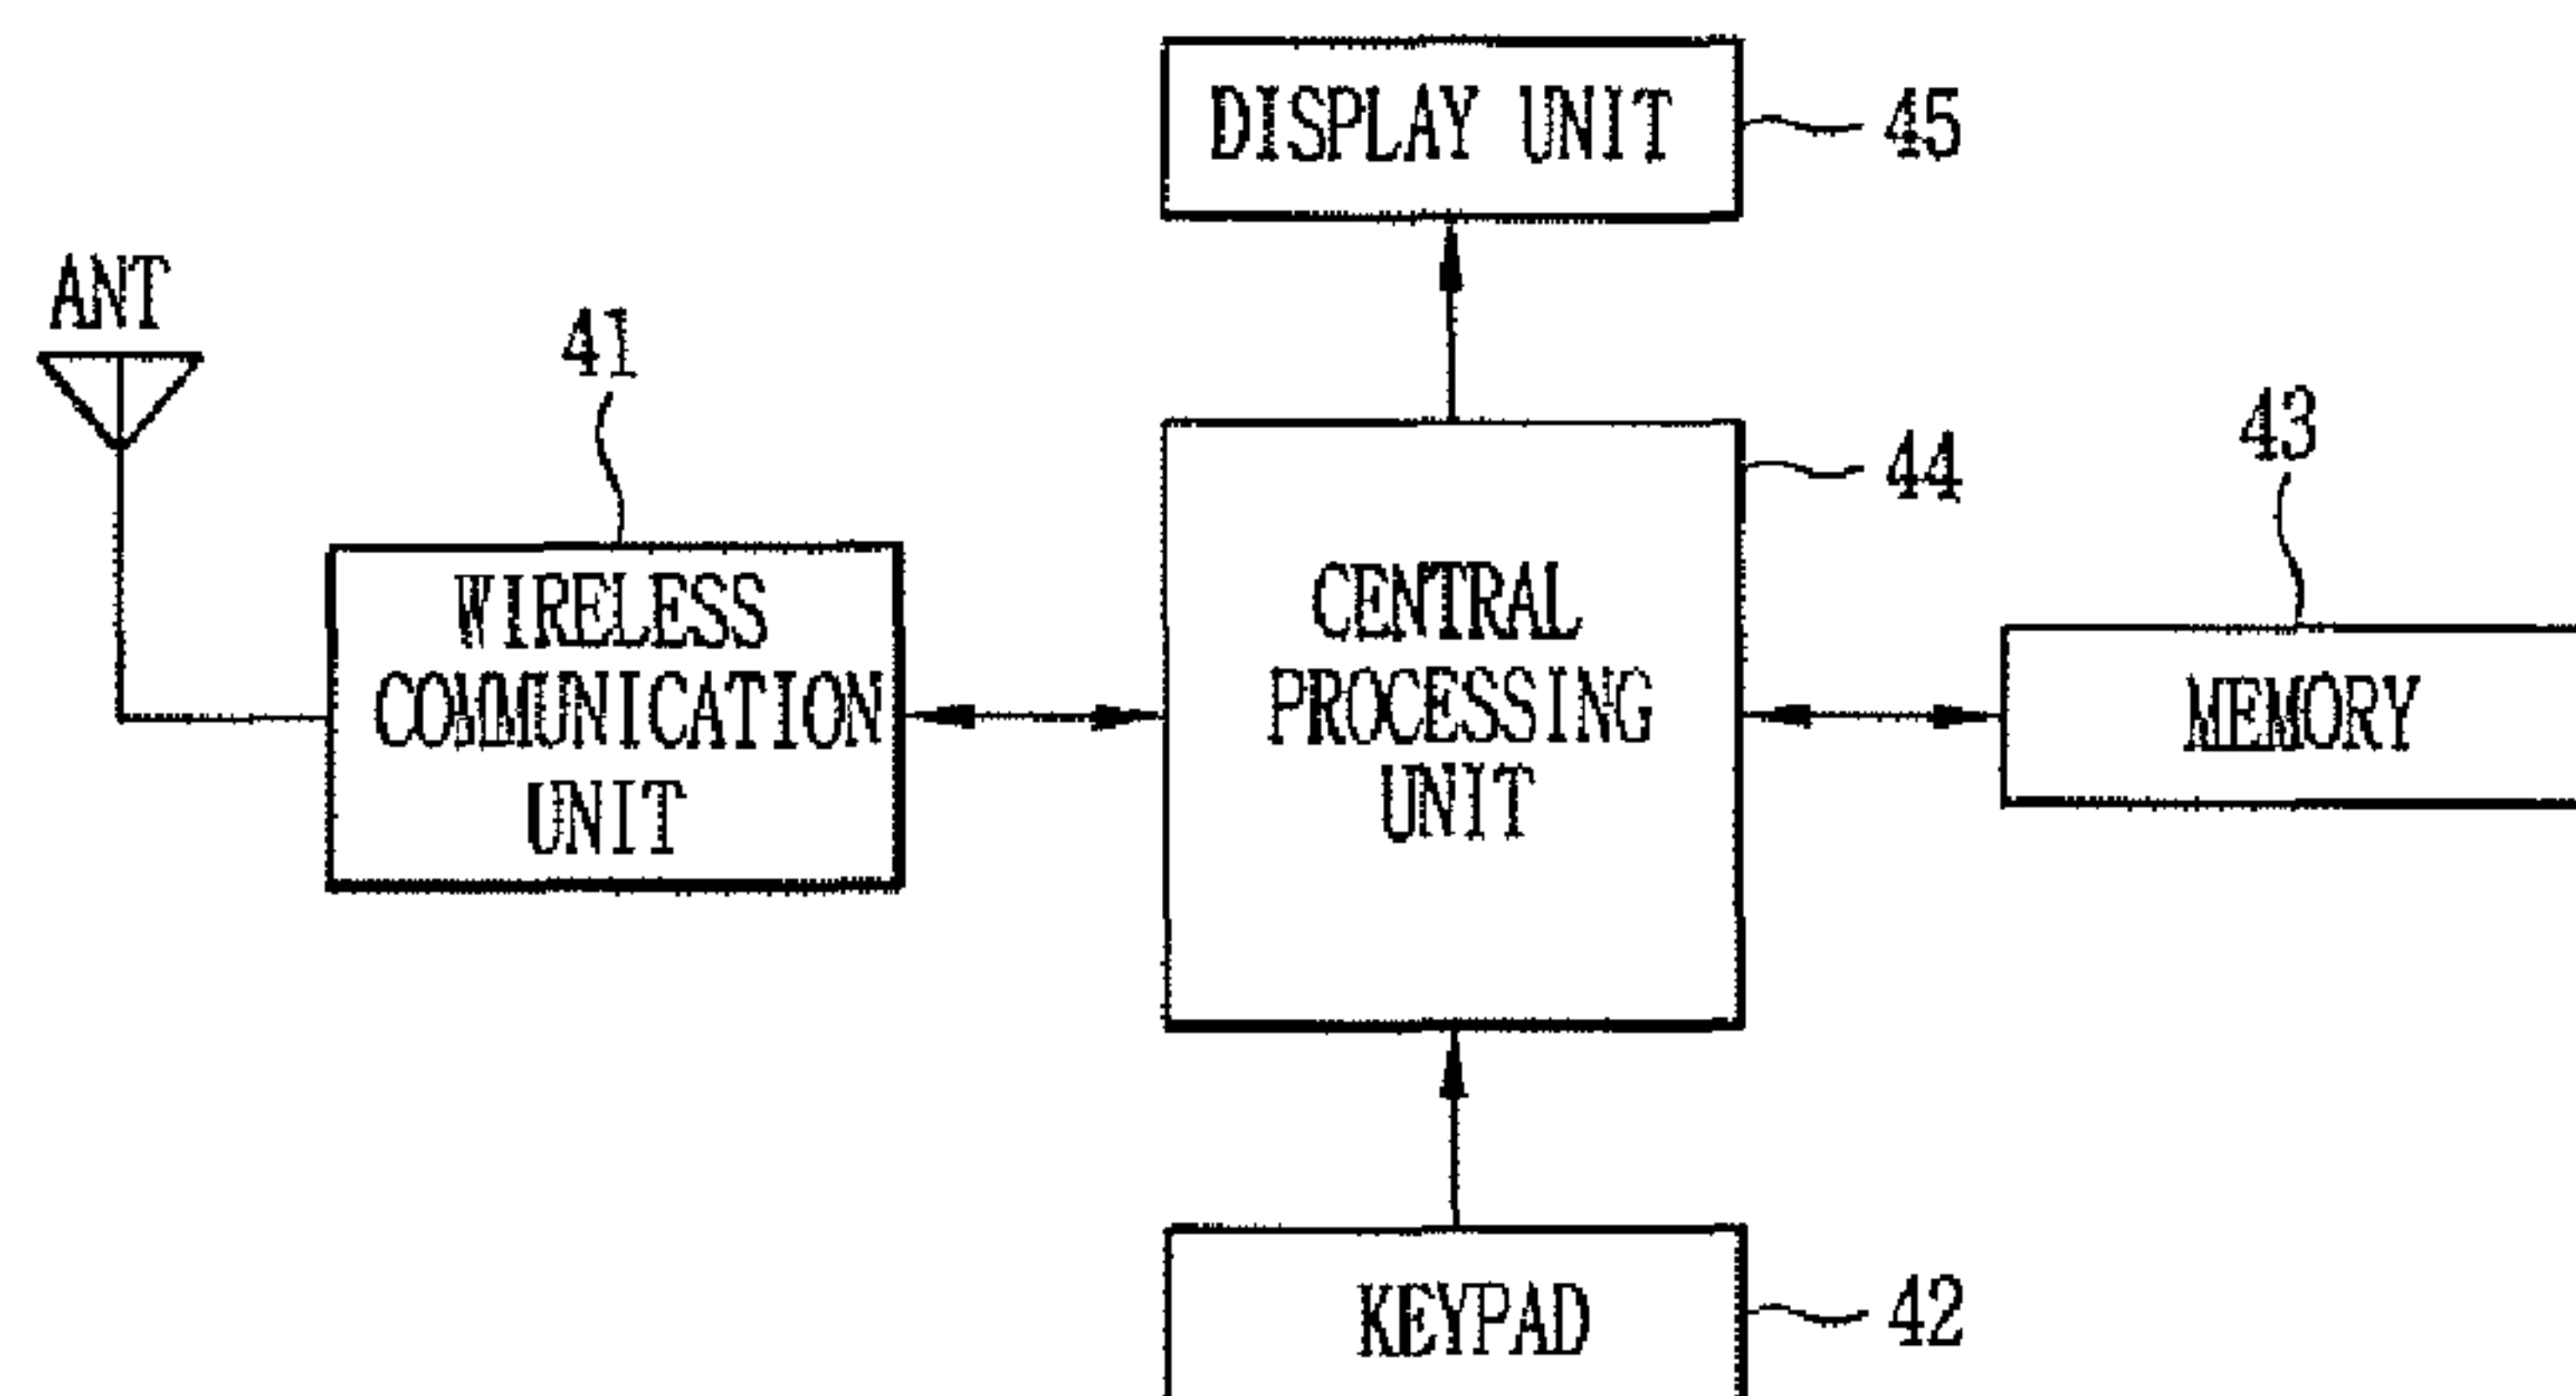 DISPLAY UNIT
45
ANT
41
44
43
WIRELESS
COMMUNICATION
UNIT
CENTRAL
PROCESSING
UNIT
MEMORY
KEYPAD
42